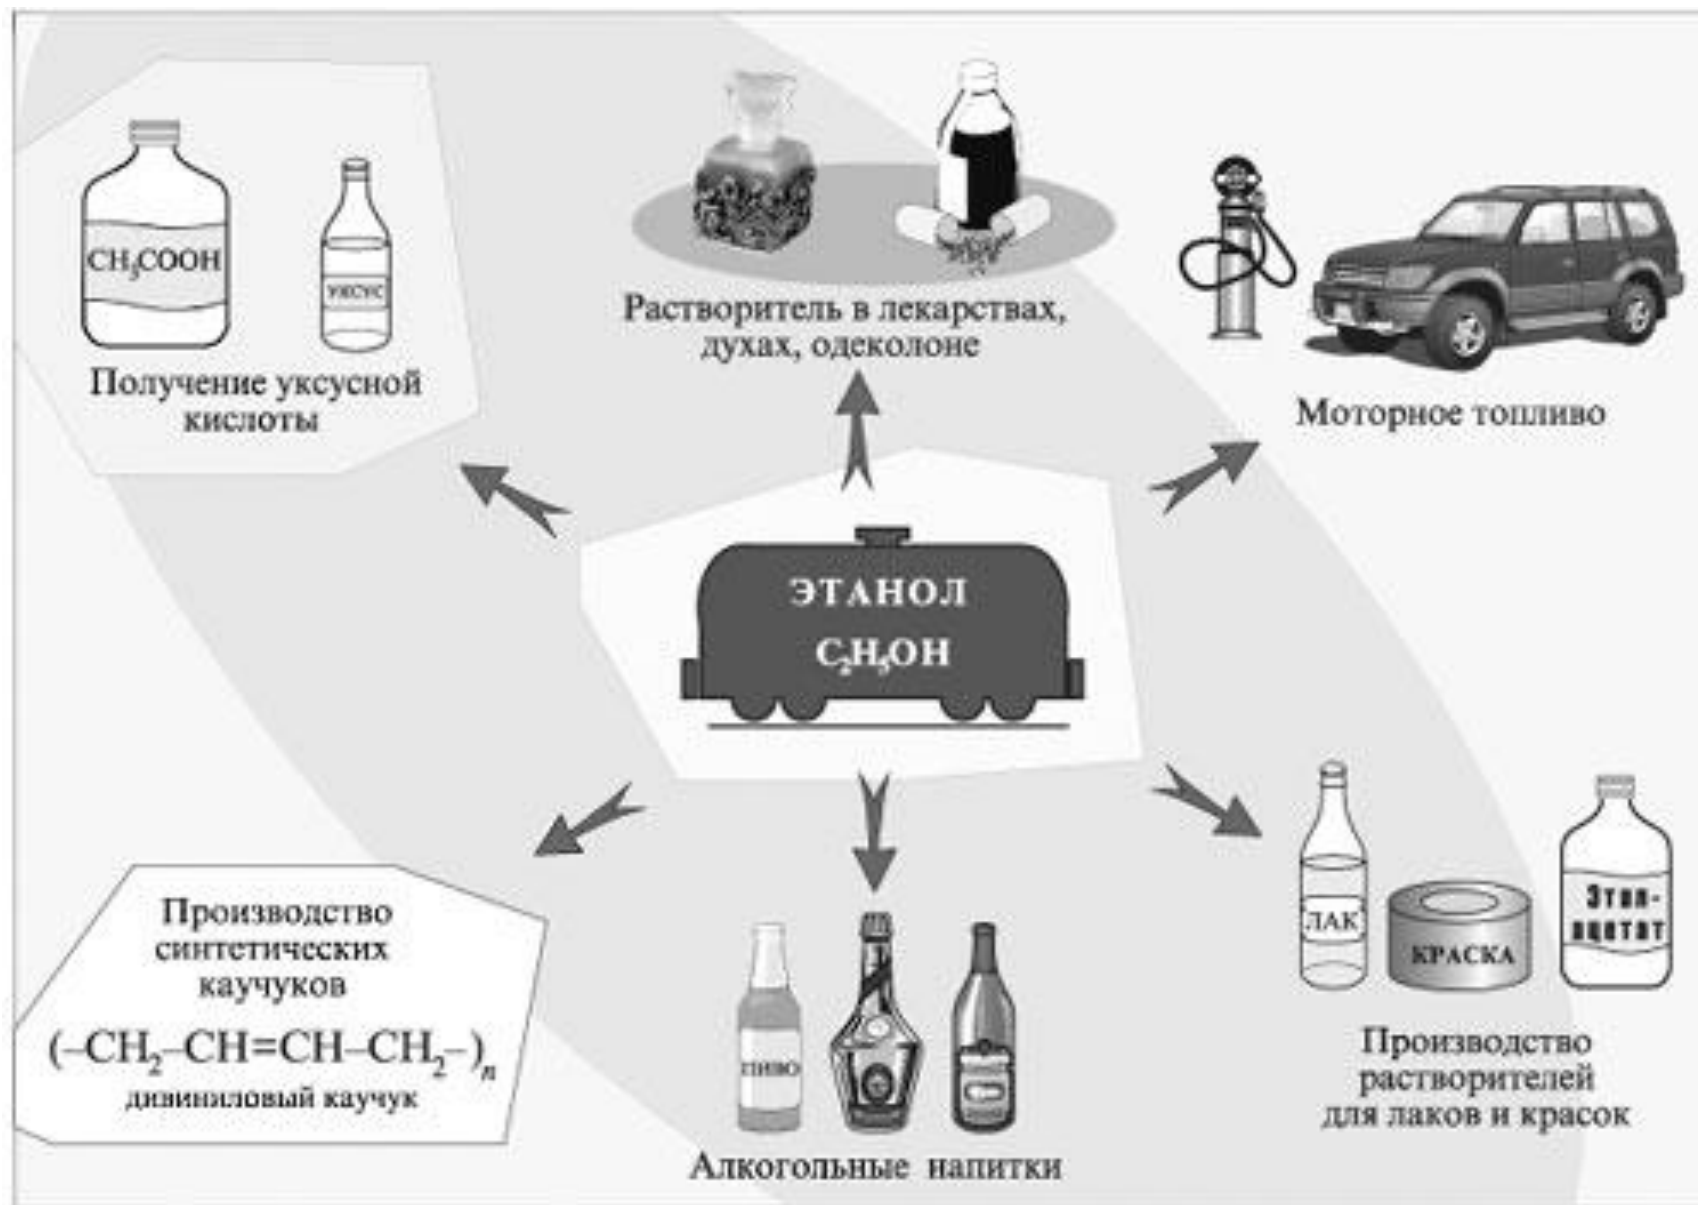 CH₃COOH
УКСУС
Получение уксусной
кислоты
Растворитель в лекарствах,
духах, одеколоне
Моторное топливо
ЭТАНОЛ
C₂H₅OH
Производство
синтетических
каучуков
(–CH₂–CH=CH–CH₂–)ₙ
дивиниловый каучук
ПИВО
Алкогольные напитки
ЛАК
КРАСКА
Этил-
ацетат
Производство
растворителей
для лаков и красок